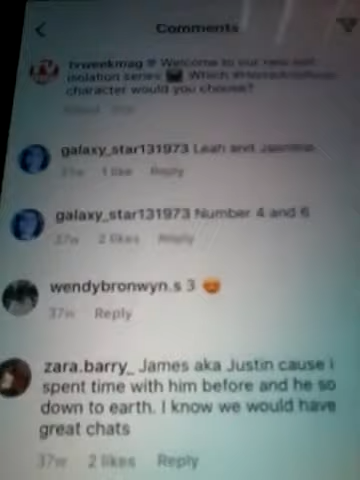 Comments
tvweekmag Welcome to our new self
isolation series Which
character would you choose?
galaxy_star131973 Leah and Jasmine
37w 1 like Reply
galaxy_star131973 Number 4 and 6
37w 2 likes Reply
wendybronwyn.s 3
37w Reply
zara.barry_ James aka Justin cause i
spent time with him before and he so
down to earth. I know we would have
great chats
37w 2 likes Reply